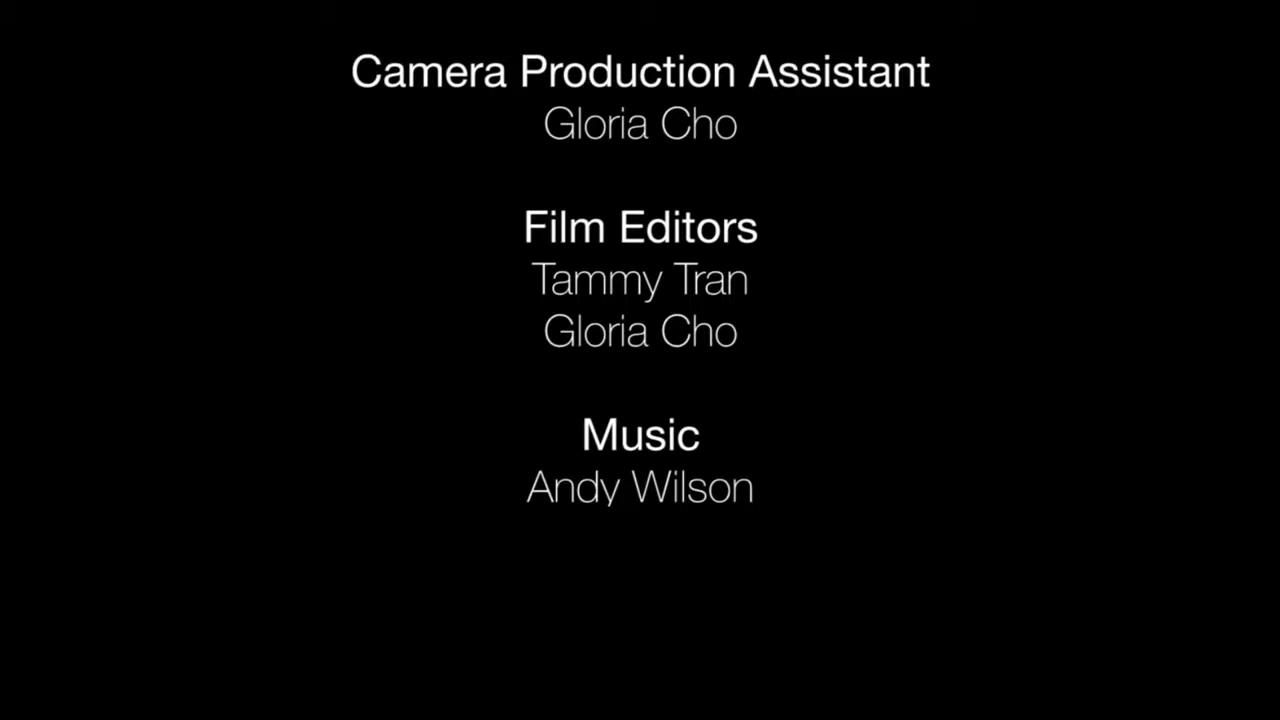 Camera Production Assistant
Gloria Cho
Film Editors
Tammy Tran
Gloria Cho
Music
Andy Wilson